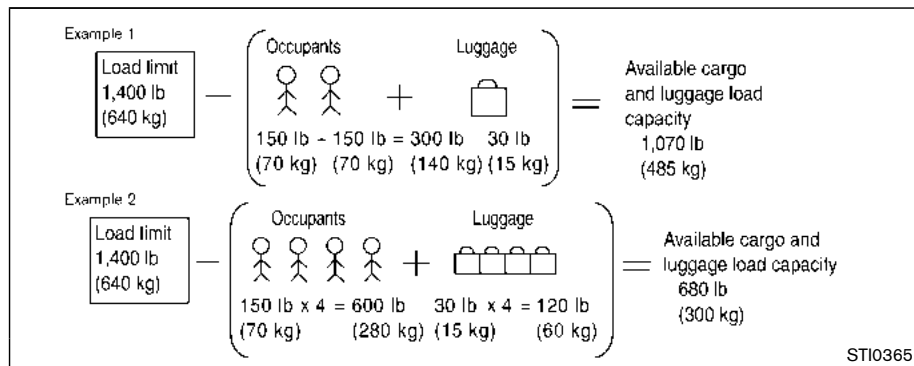 Example 1
Load limit
1,400 lb
(640 kg)
Occupants
Luggage
150 lb - 150 lb = 300 lb 30 lb
(70 kg) (70 kg) (140 kg) (15 kg)
Available cargo
and luggage load
capacity
1,070 lb
(485 kg)
Example 2
Load limit
1,400 lb
(640 kg)
Occupants
Luggage
150 lb x 4 = 600 lb 30 lb x 4 = 120 lb
(70 kg) (280 kg) (15 kg) (60 kg)
Available cargo and
luggage load capacity
680 lb
(300 kg)
STI0365